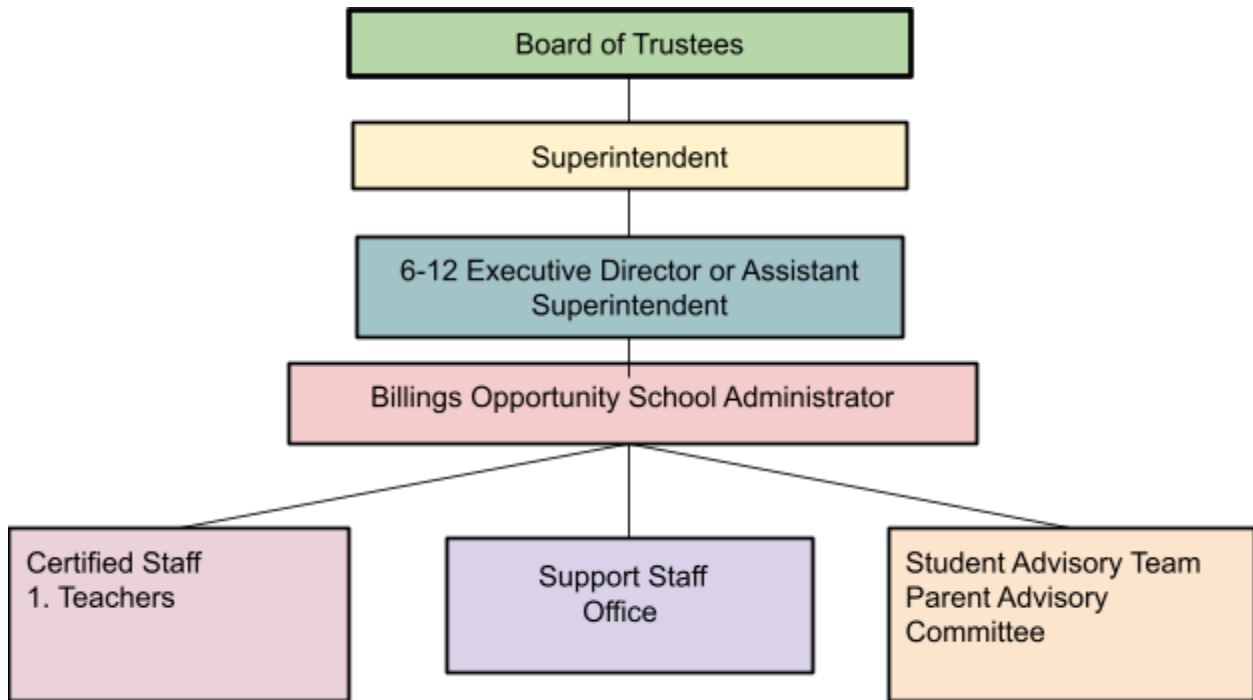 Board of Trustees
Superintendent
6-12 Executive Director or Assistant
Superintendent
Billings Opportunity School Administrator
Certified Staff
1. Teachers
Support Staff
Office
Student Advisory Team
Parent Advisory
Committee